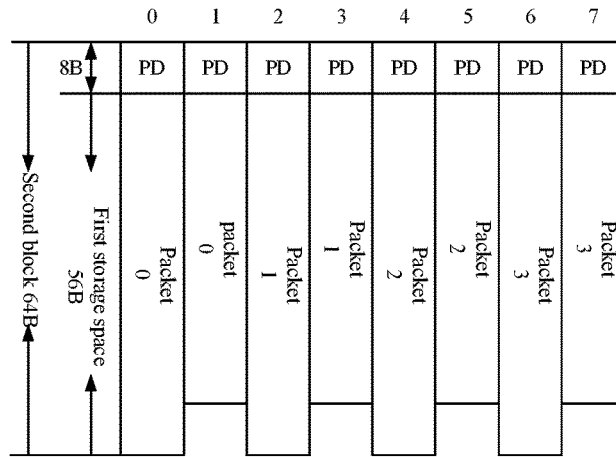 0 1 2 3 4 5 6 7
8B PD PD PD PD PD PD PD PD
Second block 64B
First storage space
56B
Packet
0
packet
0
Packet
1
Packet
1
Packet
2
Packet
2
Packet
3
Packet
3